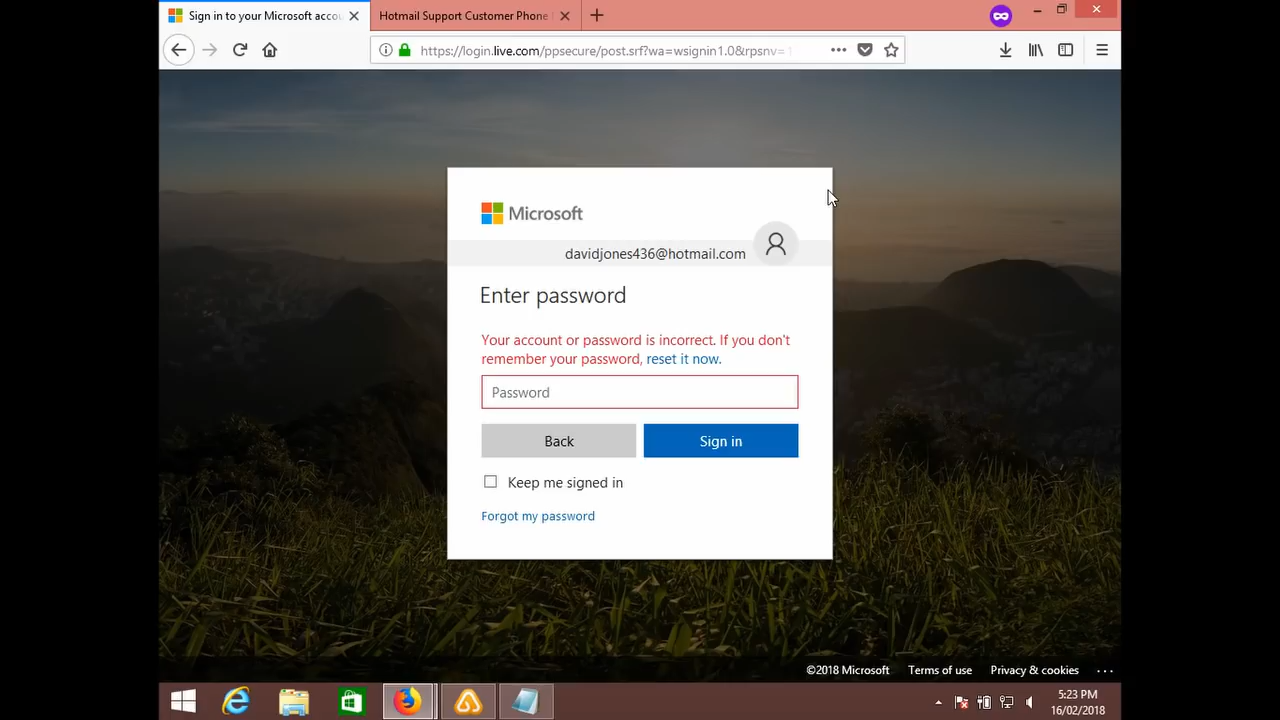 Sign in to your Microsoft accou
Hotmail Support Customer Phone
https://login.live.com/ppsecure/post.srf?wa=wsignin1.0&rpsnv=
Microsoft
davidjones436@hotmail.com
Enter password
Your account or password is incorrect. If you don't
remember your password, reset it now.
Password
Back
Sign in
Keep me signed in
Forgot my password
©2018 Microsoft
Terms of use
Privacy & cookies
5:23 PM
16/02/2018